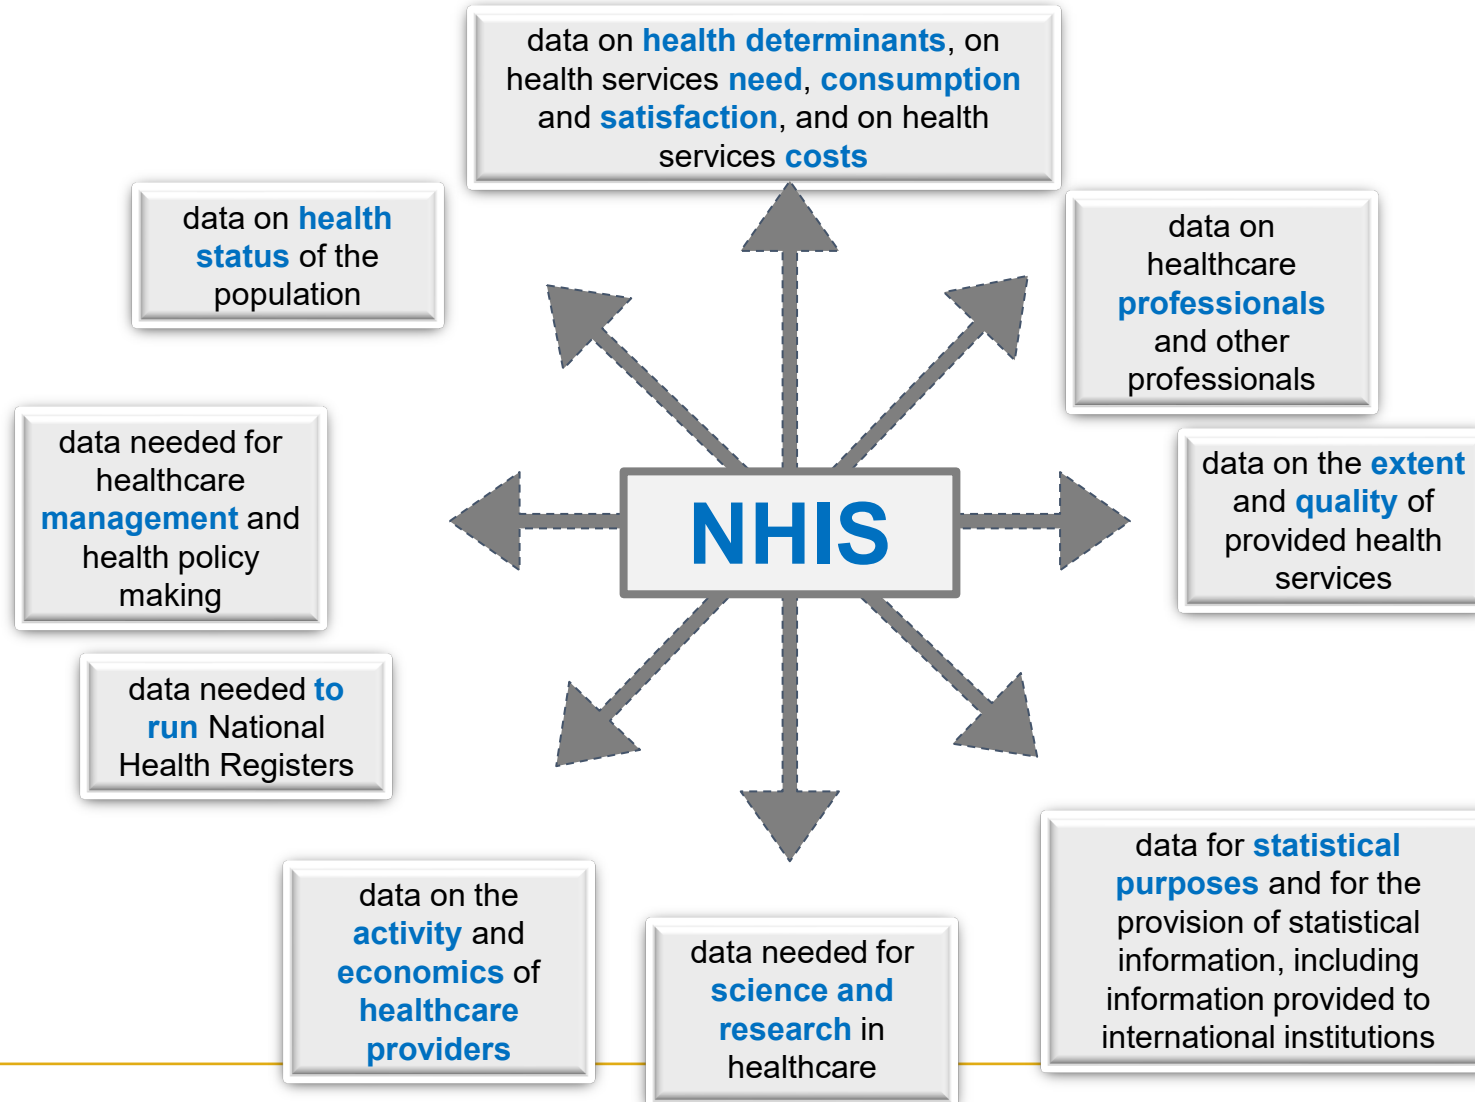 data on health determinants, on
health services need, consumption
and satisfaction, and on health
services costs
data on health
status of the
population
data on
healthcare
professionals
and other
professionals
data needed for
healthcare
management and
health policy
making
NHIS
data on the extent
and quality of
provided health
services
data needed to
run National
Health Registers
data on the
activity and
economics of
healthcare
providers
data needed for
science and
research in
healthcare
data for statistical
purposes and for the
provision of statistical
information, including
information provided to
international institutions